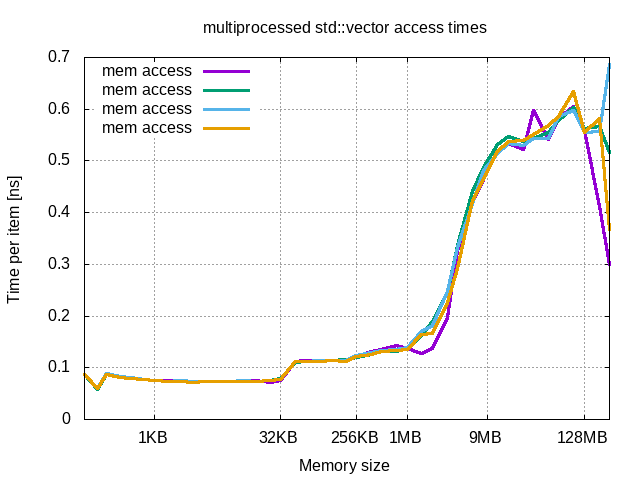 multiprocessed std::vector access times
0.7
0.6
0.5
0.4
0.3
0.2
0.1
0
Time per item [ns]
mem access
mem access
mem access
mem access
1KB 32KB 256KB 1MB 9MB 128MB
Memory size